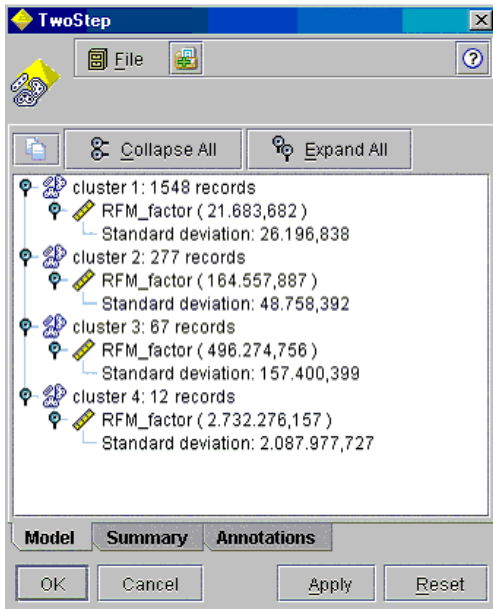 TwoStep
File
Collapse All Expand All
cluster 1: 1548 records
RFM_factor ( 21.683,682 )
Standard deviation: 26.196,838
cluster 2: 277 records
RFM_factor ( 164.557,887 )
Standard deviation: 48.758,392
cluster 3: 67 records
RFM_factor ( 496.274,756 )
Standard deviation: 157.400,399
cluster 4: 12 records
RFM_factor ( 2.732.276,157 )
Standard deviation: 2.087.977,727
Model Summary Annotations
OK Cancel Apply Reset